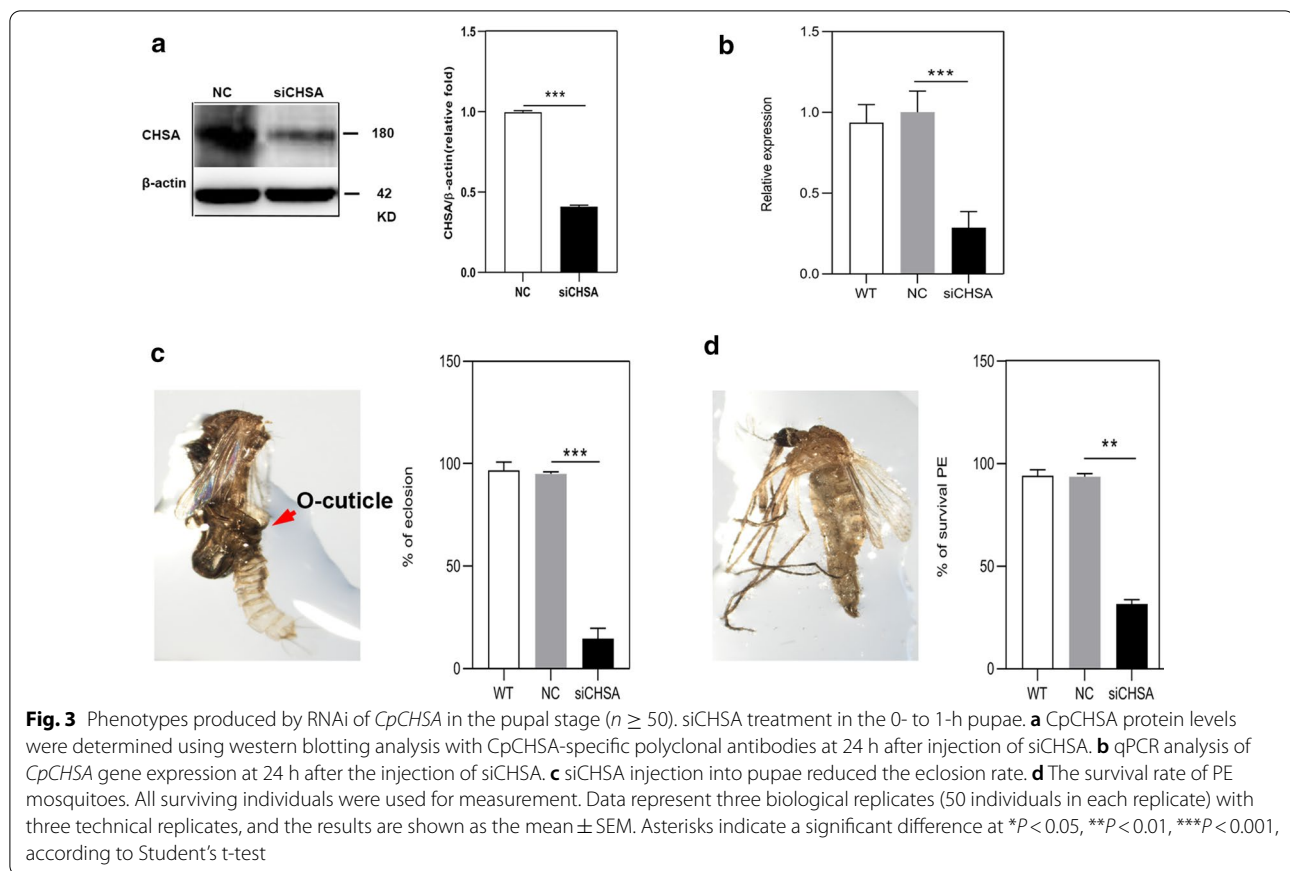 a
NC siCHSA
CHSA
180
β-actin
42
KD
CHSA/β-actin(relative fold)
1.5
1.0
0.5
0.0
***
NC siCHSA
b
Relative expression
1.5
1.0
0.5
0.0
***
WT NC siCHSA
c
O-cuticle
% of eclosion
150
100
50
0
***
WT NC siCHSA
d
% of survival PE
150
100
50
0
**
WT NC siCHSA
Fig. 3 Phenotypes produced by RNAi of CpCHSA in the pupal stage (n ≥ 50). siCHSA treatment in the 0- to 1-h pupae. a CpCHSA protein levels
were determined using western blotting analysis with CpCHSA-specific polyclonal antibodies at 24 h after injection of siCHSA. b qPCR analysis of
CpCHSA gene expression at 24 h after the injection of siCHSA. c siCHSA injection into pupae reduced the eclosion rate. d The survival rate of PE
mosquitoes. All surviving individuals were used for measurement. Data represent three biological replicates (50 individuals in each replicate) with
three technical replicates, and the results are shown as the mean ± SEM. Asterisks indicate a significant difference at *P < 0.05, **P < 0.01, ***P < 0.001,
according to Student's t-test